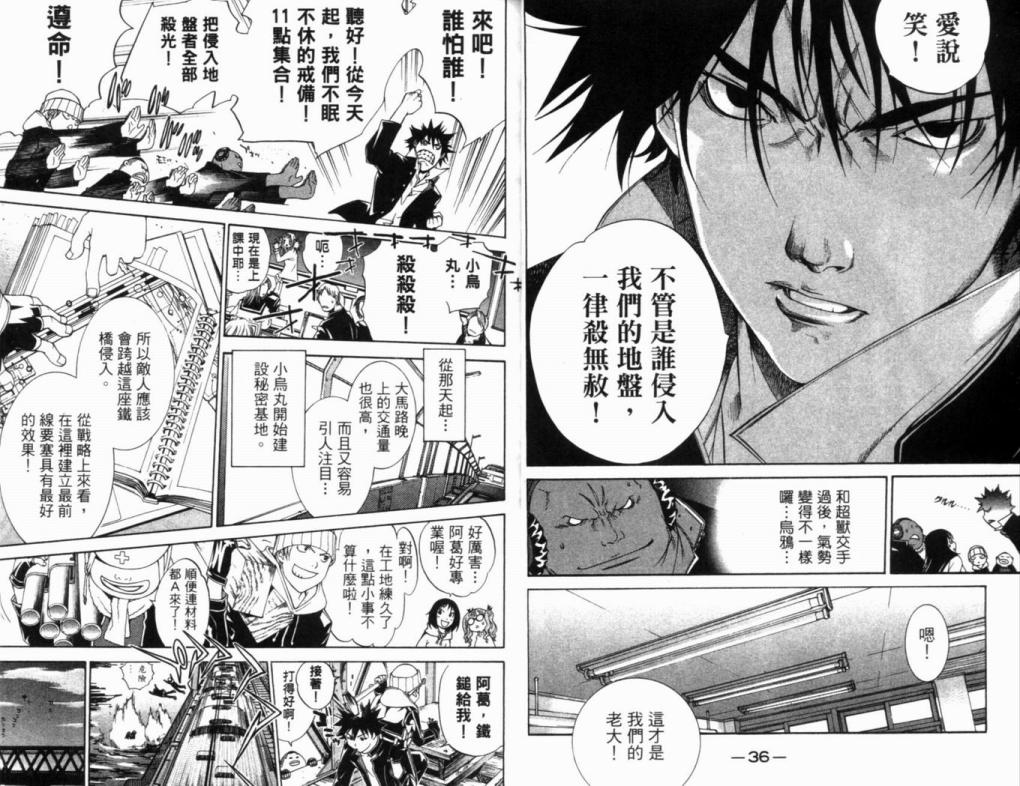 愛說
笑！
不管是誰侵入
我們的地盤，
一律殺無赦！
和超獸交手
過後，氣勢
變得不一樣
囉…烏鴉…
嗯！
這才是
我們的
老大！
36
來吧！
誰怕誰！
聽好！從今天
起，我們不眠
不休的戒備！
11點集合！
把侵入地
盤者全部
殺光！
遵命！
小烏
丸…
殺殺殺！
呃…
現在是上
課中耶…
從那天起…
小烏丸開始建
設秘密基地。
大馬路晚
上的交通量
也很高，
而且又容易
引人注目…
所以敵人應該
會跨越這座鐵
橋侵入。
從戰略上來看，
在這裡建立最前
線要塞具有最好
的效果！
好厲害…
阿葛好專
業喔！
對啊！
在工地練久了
，這點小事不
算什麼啦！
順便連材料
都A來了！
阿葛，鐵
鎚給我！
接著！
打得好啊！
危險